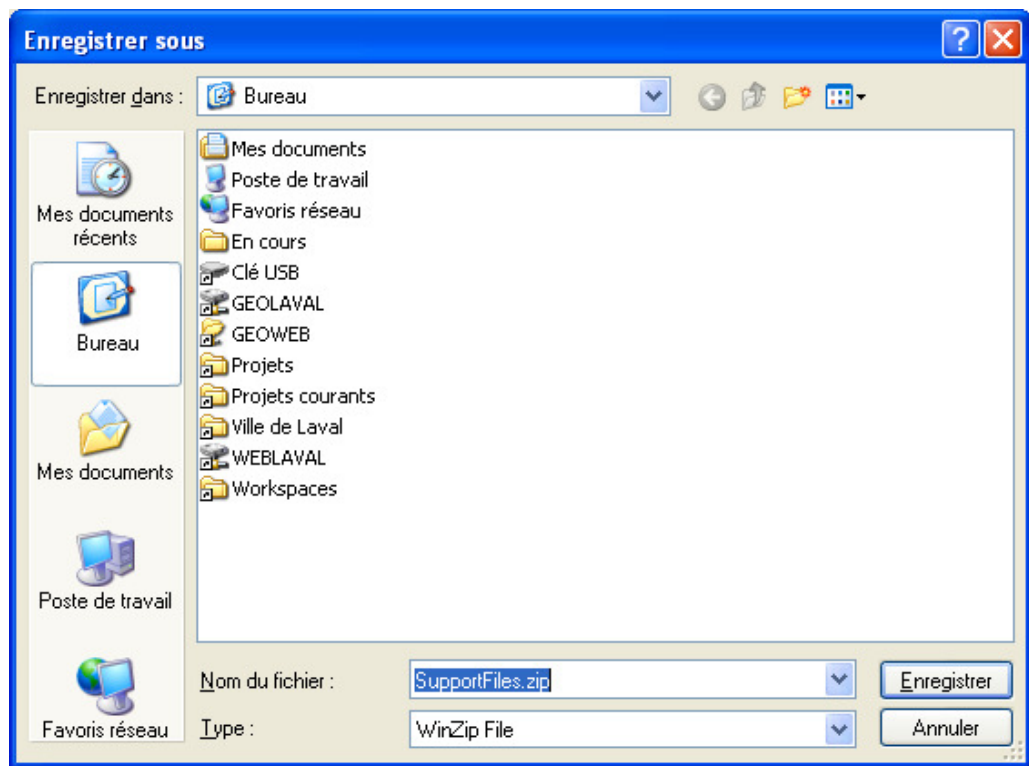 Enregistrer sous
Enregistrer dans :
Bureau
Mes documents
récents
Bureau
Mes documents
Poste de travail
Favoris réseau
Mes documents
Poste de travail
Favoris réseau
En cours
Clé USB
GEOLAVAL
GEOWEB
Projets
Projets courants
Ville de Laval
WEBLAVAL
Workspaces
Nom du fichier :
SupportFiles.zip
Enregistrer
Type :
WinZip File
Annuler